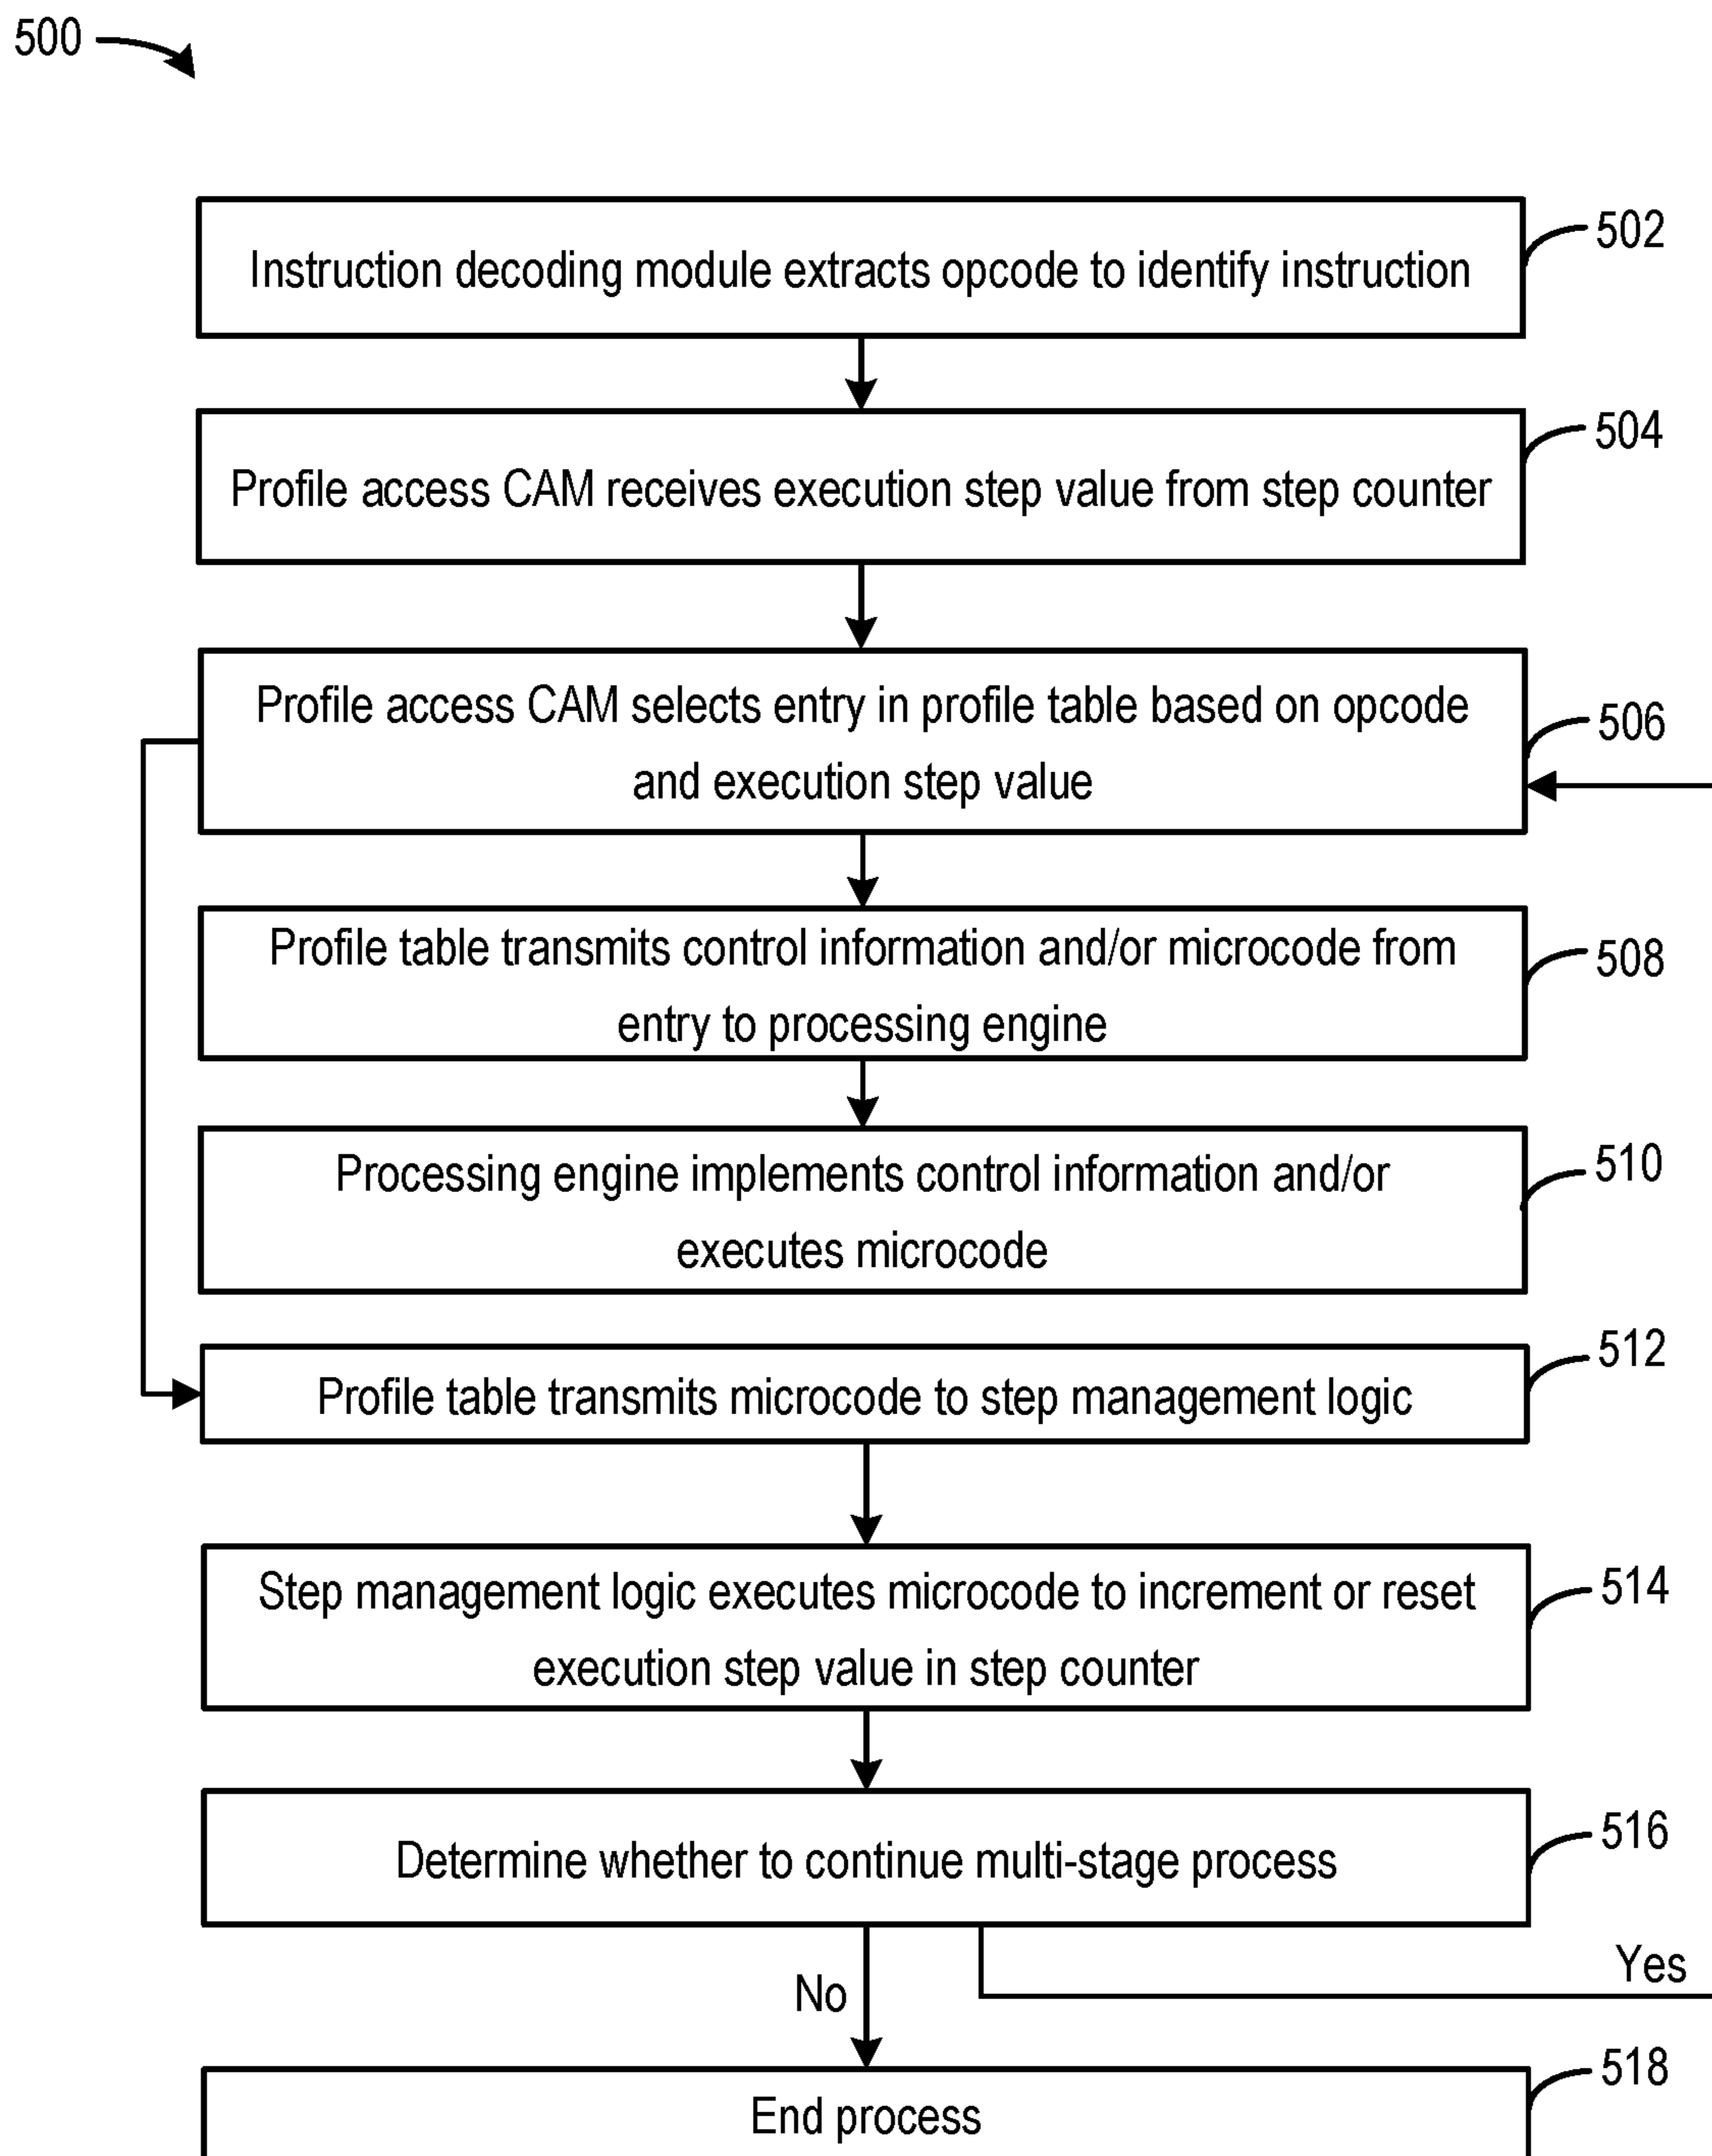 500
502
Instruction decoding module extracts opcode to identify instruction
504
Profile access CAM receives execution step value from step counter
Profile access CAM selects entry in profile table based on opcode
506
and execution step value
Profile table transmits control information and/or microcode from
508
entry to processing engine
510
Processing engine implements control information and/or
executes microcode
512
Profile table transmits microcode to step management logic
514
Step management logic executes microcode to increment or reset
execution step value in step counter
516
Determine whether to continue multi-stage process
Yes
No
518
End process